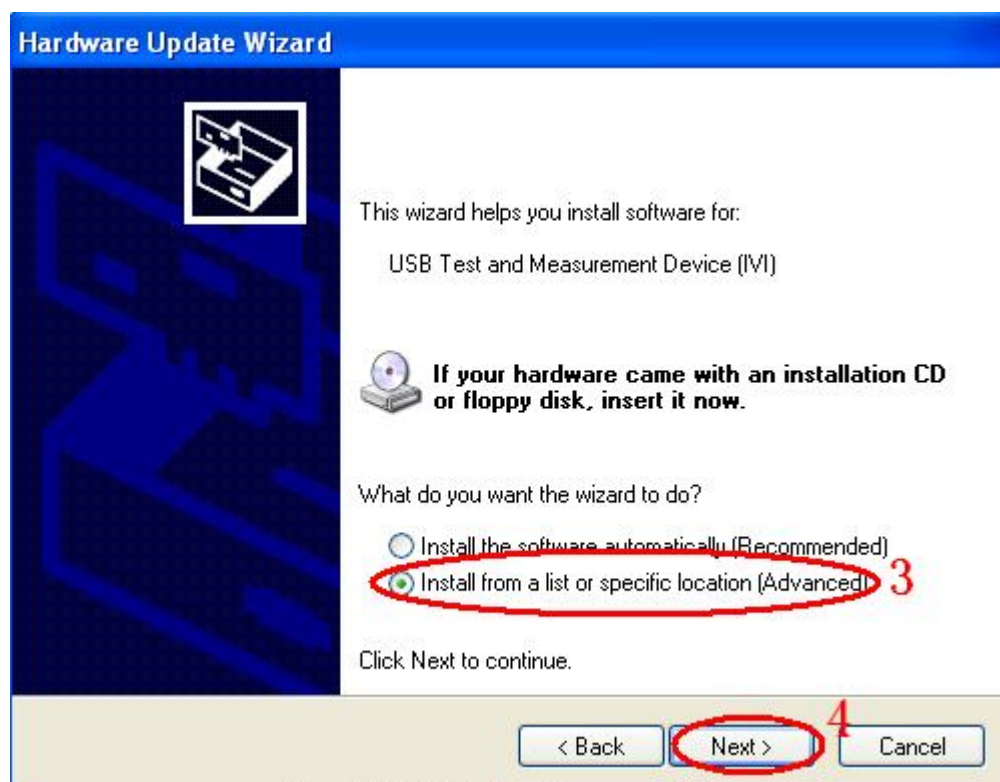 Hardware Update Wizard
This wizard helps you install software for:
USB Test and Measurement Device (IVI)
If your hardware came with an installation CD
or floppy disk, insert it now.
What do you want the wizard to do?
Install the software automatically (Recommended)
Install from a list or specific location (Advanced) 3
Click Next to continue.
< Back Next > 4 Cancel